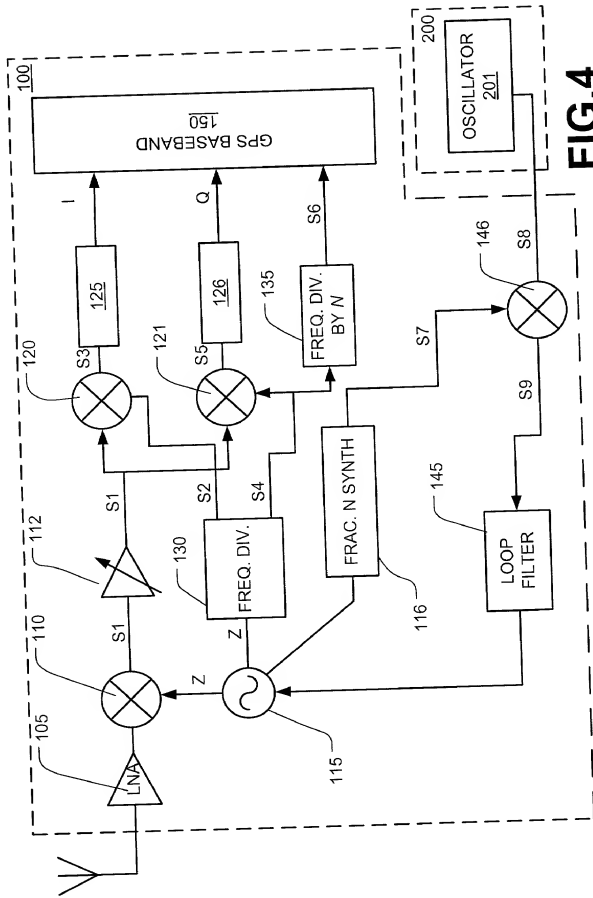 100
200
GPS BASEBAND
150
OSCILLATOR
201
I
Q
S6
125
126
135
FREQ. DIV.
BY N
S8
146
120
S3
121
S5
S7
S9
S1
S2
S4
112
130
FREQ. DIV.
FRAC. N SYNTH
116
145
LOOP
FILTER
S1
110
Z
Z
115
105
LNA
FIG.4